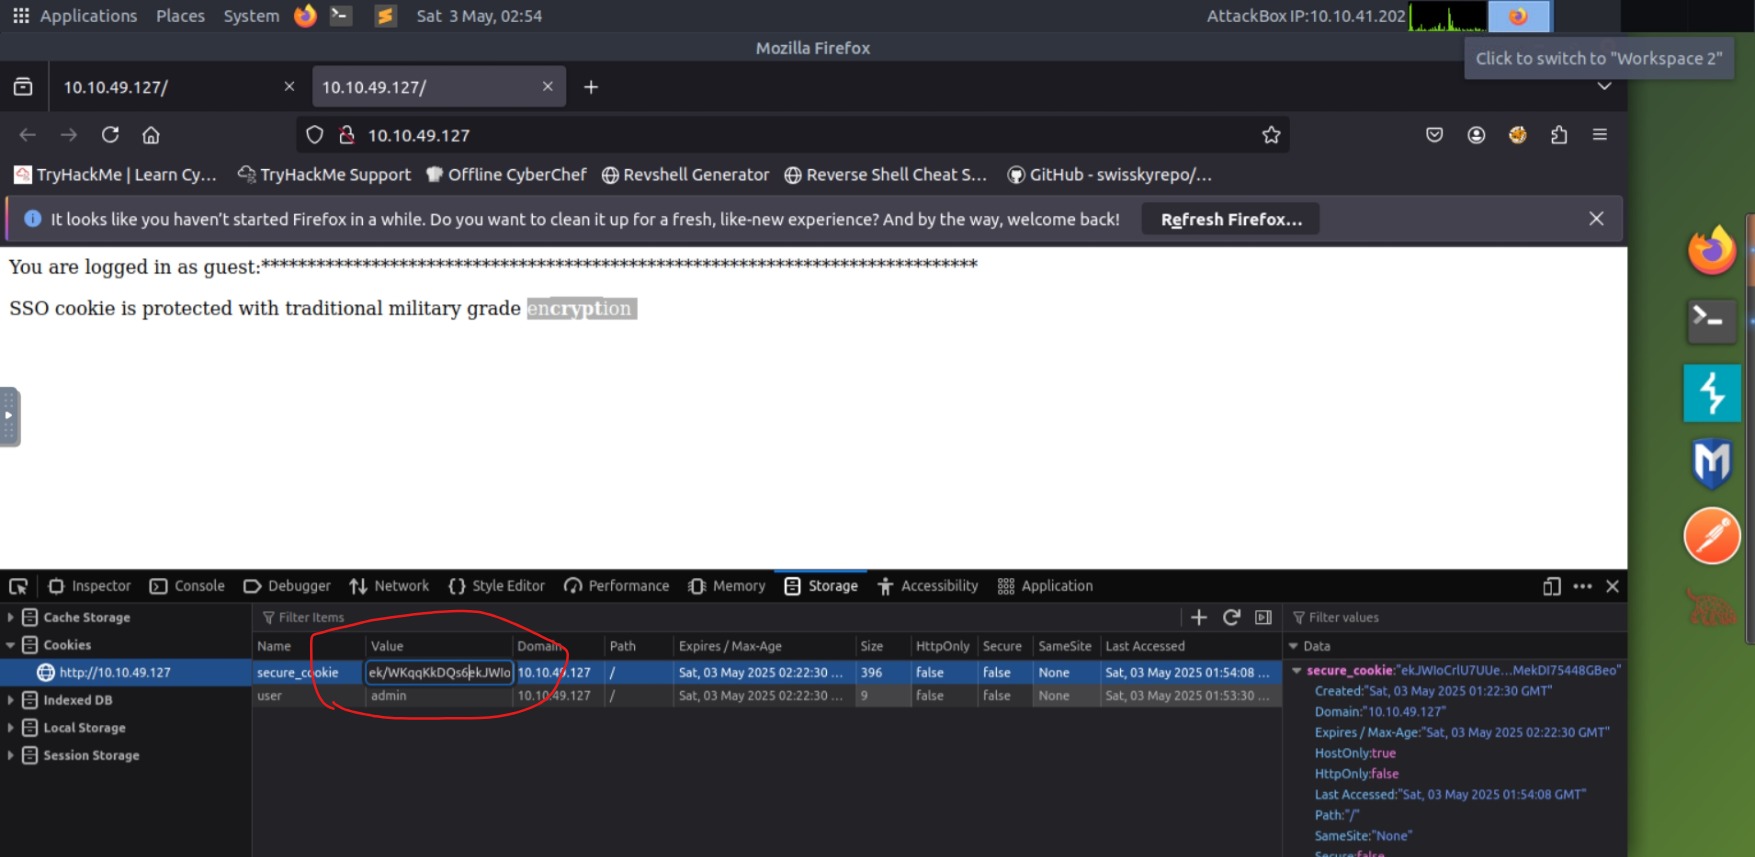 Applications Places System Sat 3 May, 02:54 AttackBox IP:10.10.41.202
Mozilla Firefox
Click to switch to "Workspace 2"
10.10.49.127/ 10.10.49.127/
10.10.49.127
TryHackMe | Learn Cy... TryHackMe Support Offline CyberChef Revshell Generator Reverse Shell Cheat S... GitHub - swisskyrepo/...
It looks like you haven't started Firefox in a while. Do you want to clean it up for a fresh, like-new experience? And by the way, welcome back! Refresh Firefox...
You are logged in as guest:******************************************************************************
SSO cookie is protected with traditional military grade encryption
Inspector Console Debugger Network Style Editor Performance Memory Storage Accessibility Application
Cache Storage
Cookies
http://10.10.49.127
Indexed DB
Local Storage
Session Storage
Filter Items
Name Value Domain Path Expires / Max-Age Size HttpOnly Secure SameSite Last Accessed
secure_cookie ek/WKqqKkDQs6ekJWIo 10.10.49.127 / Sat, 03 May 2025 02:22:30 ... 396 false false None Sat, 03 May 2025 01:54:08 ...
user admin 10.10.49.127 / Sat, 03 May 2025 02:22:30 ... 9 false false None Sat, 03 May 2025 01:53:30 ...
Filter values
Data
secure_cookie:"ekJWIoCrlU7UUe...MekDI75448GBeo"
Created:"Sat, 03 May 2025 01:22:30 GMT"
Domain:"10.10.49.127"
Expires / Max-Age:"Sat, 03 May 2025 02:22:30 GMT"
HostOnly:true
HttpOnly:false
Last Accessed:"Sat, 03 May 2025 01:54:08 GMT"
Path:"/"
SameSite:"None"
Secure:false